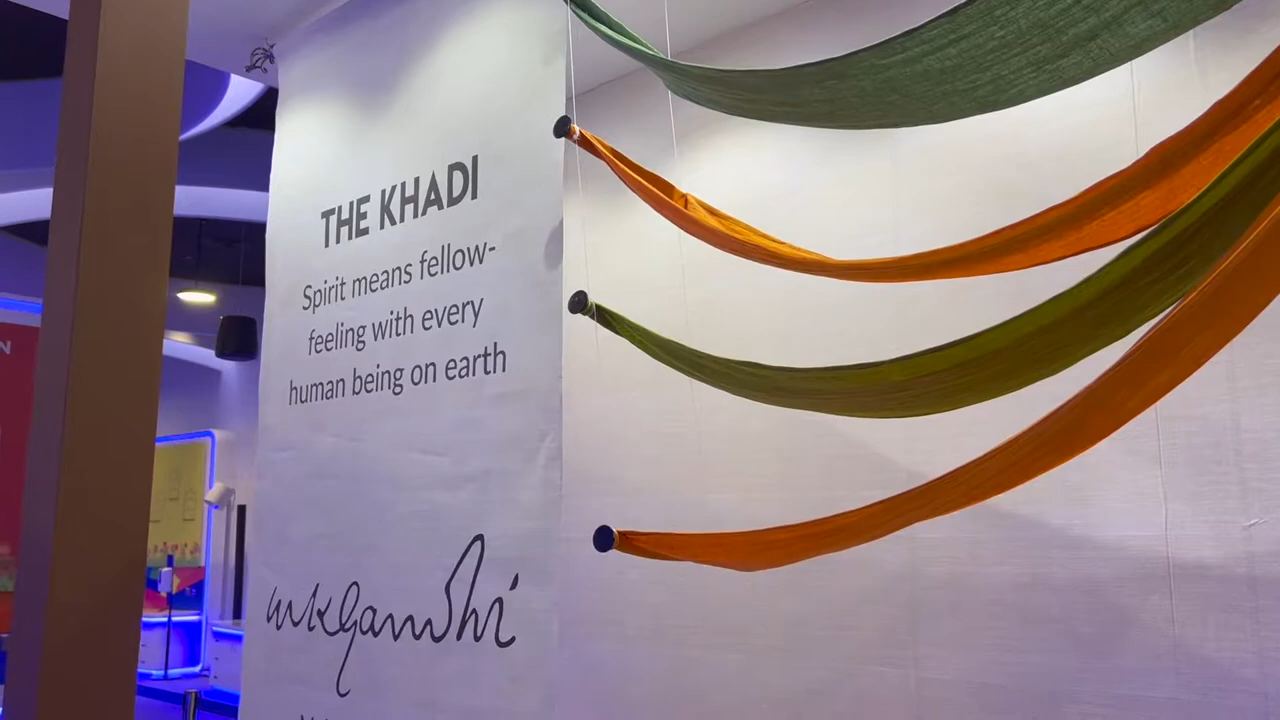 THE KHADI
Spirit means fellow-
feeling with every
human being on earth
mkgandhi